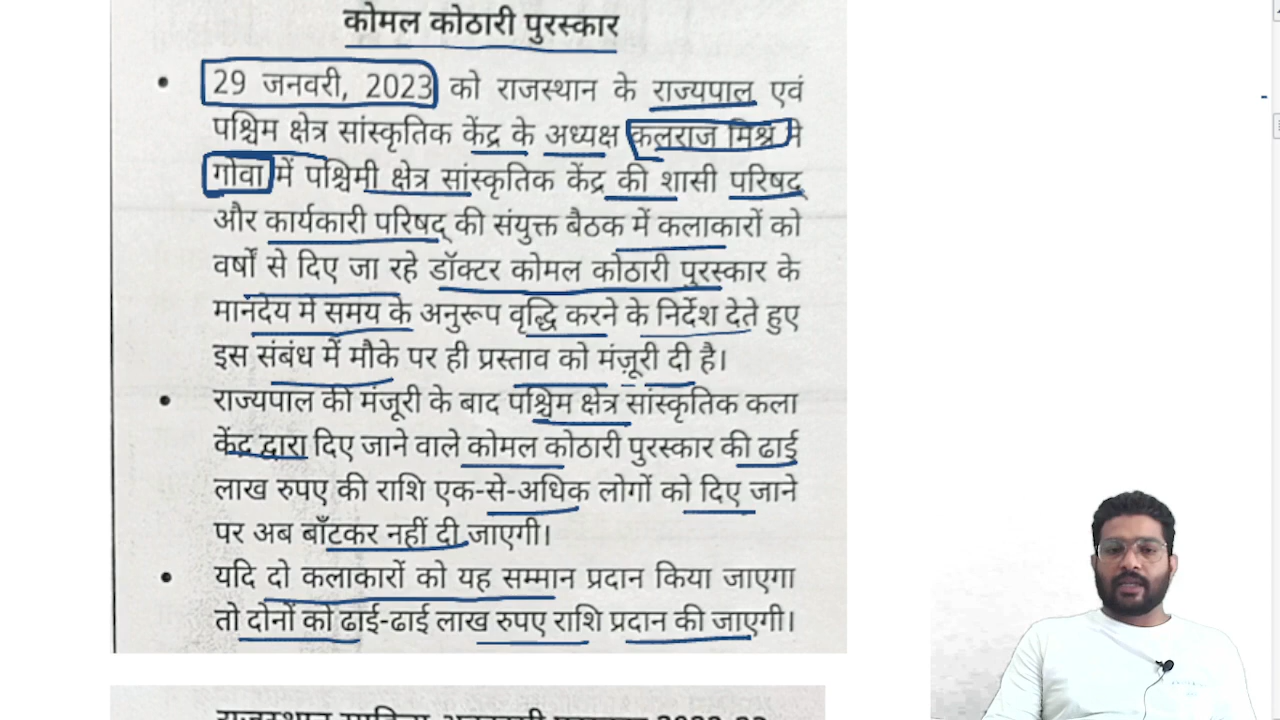 कोमल कोठारी पुरस्कार
• 29 जनवरी, 2023 को राजस्थान के राज्यपाल एवं
पश्चिम क्षेत्र सांस्कृतिक केंद्र के अध्यक्ष कलराज मिश्र ने
गोवा में पश्चिमी क्षेत्र सांस्कृतिक केंद्र की शासी परिषद्
और कार्यकारी परिषद् की संयुक्त बैठक में कलाकारों को
वर्षों से दिए जा रहे डॉक्टर कोमल कोठारी पुरस्कार के
मानदेय में समय के अनुरूप वृद्धि करने के निर्देश देते हुए
इस संबंध में मौके पर ही प्रस्ताव को मंज़ूरी दी है।
• राज्यपाल की मंजूरी के बाद पश्चिम क्षेत्र सांस्कृतिक कला
केंद्र द्वारा दिए जाने वाले कोमल कोठारी पुरस्कार की ढाई
लाख रुपए की राशि एक-से-अधिक लोगों को दिए जाने
पर अब बाँटकर नहीं दी जाएगी।
• यदि दो कलाकारों को यह सम्मान प्रदान किया जाएगा
तो दोनों को ढाई-ढाई लाख रुपए राशि प्रदान की जाएगी।